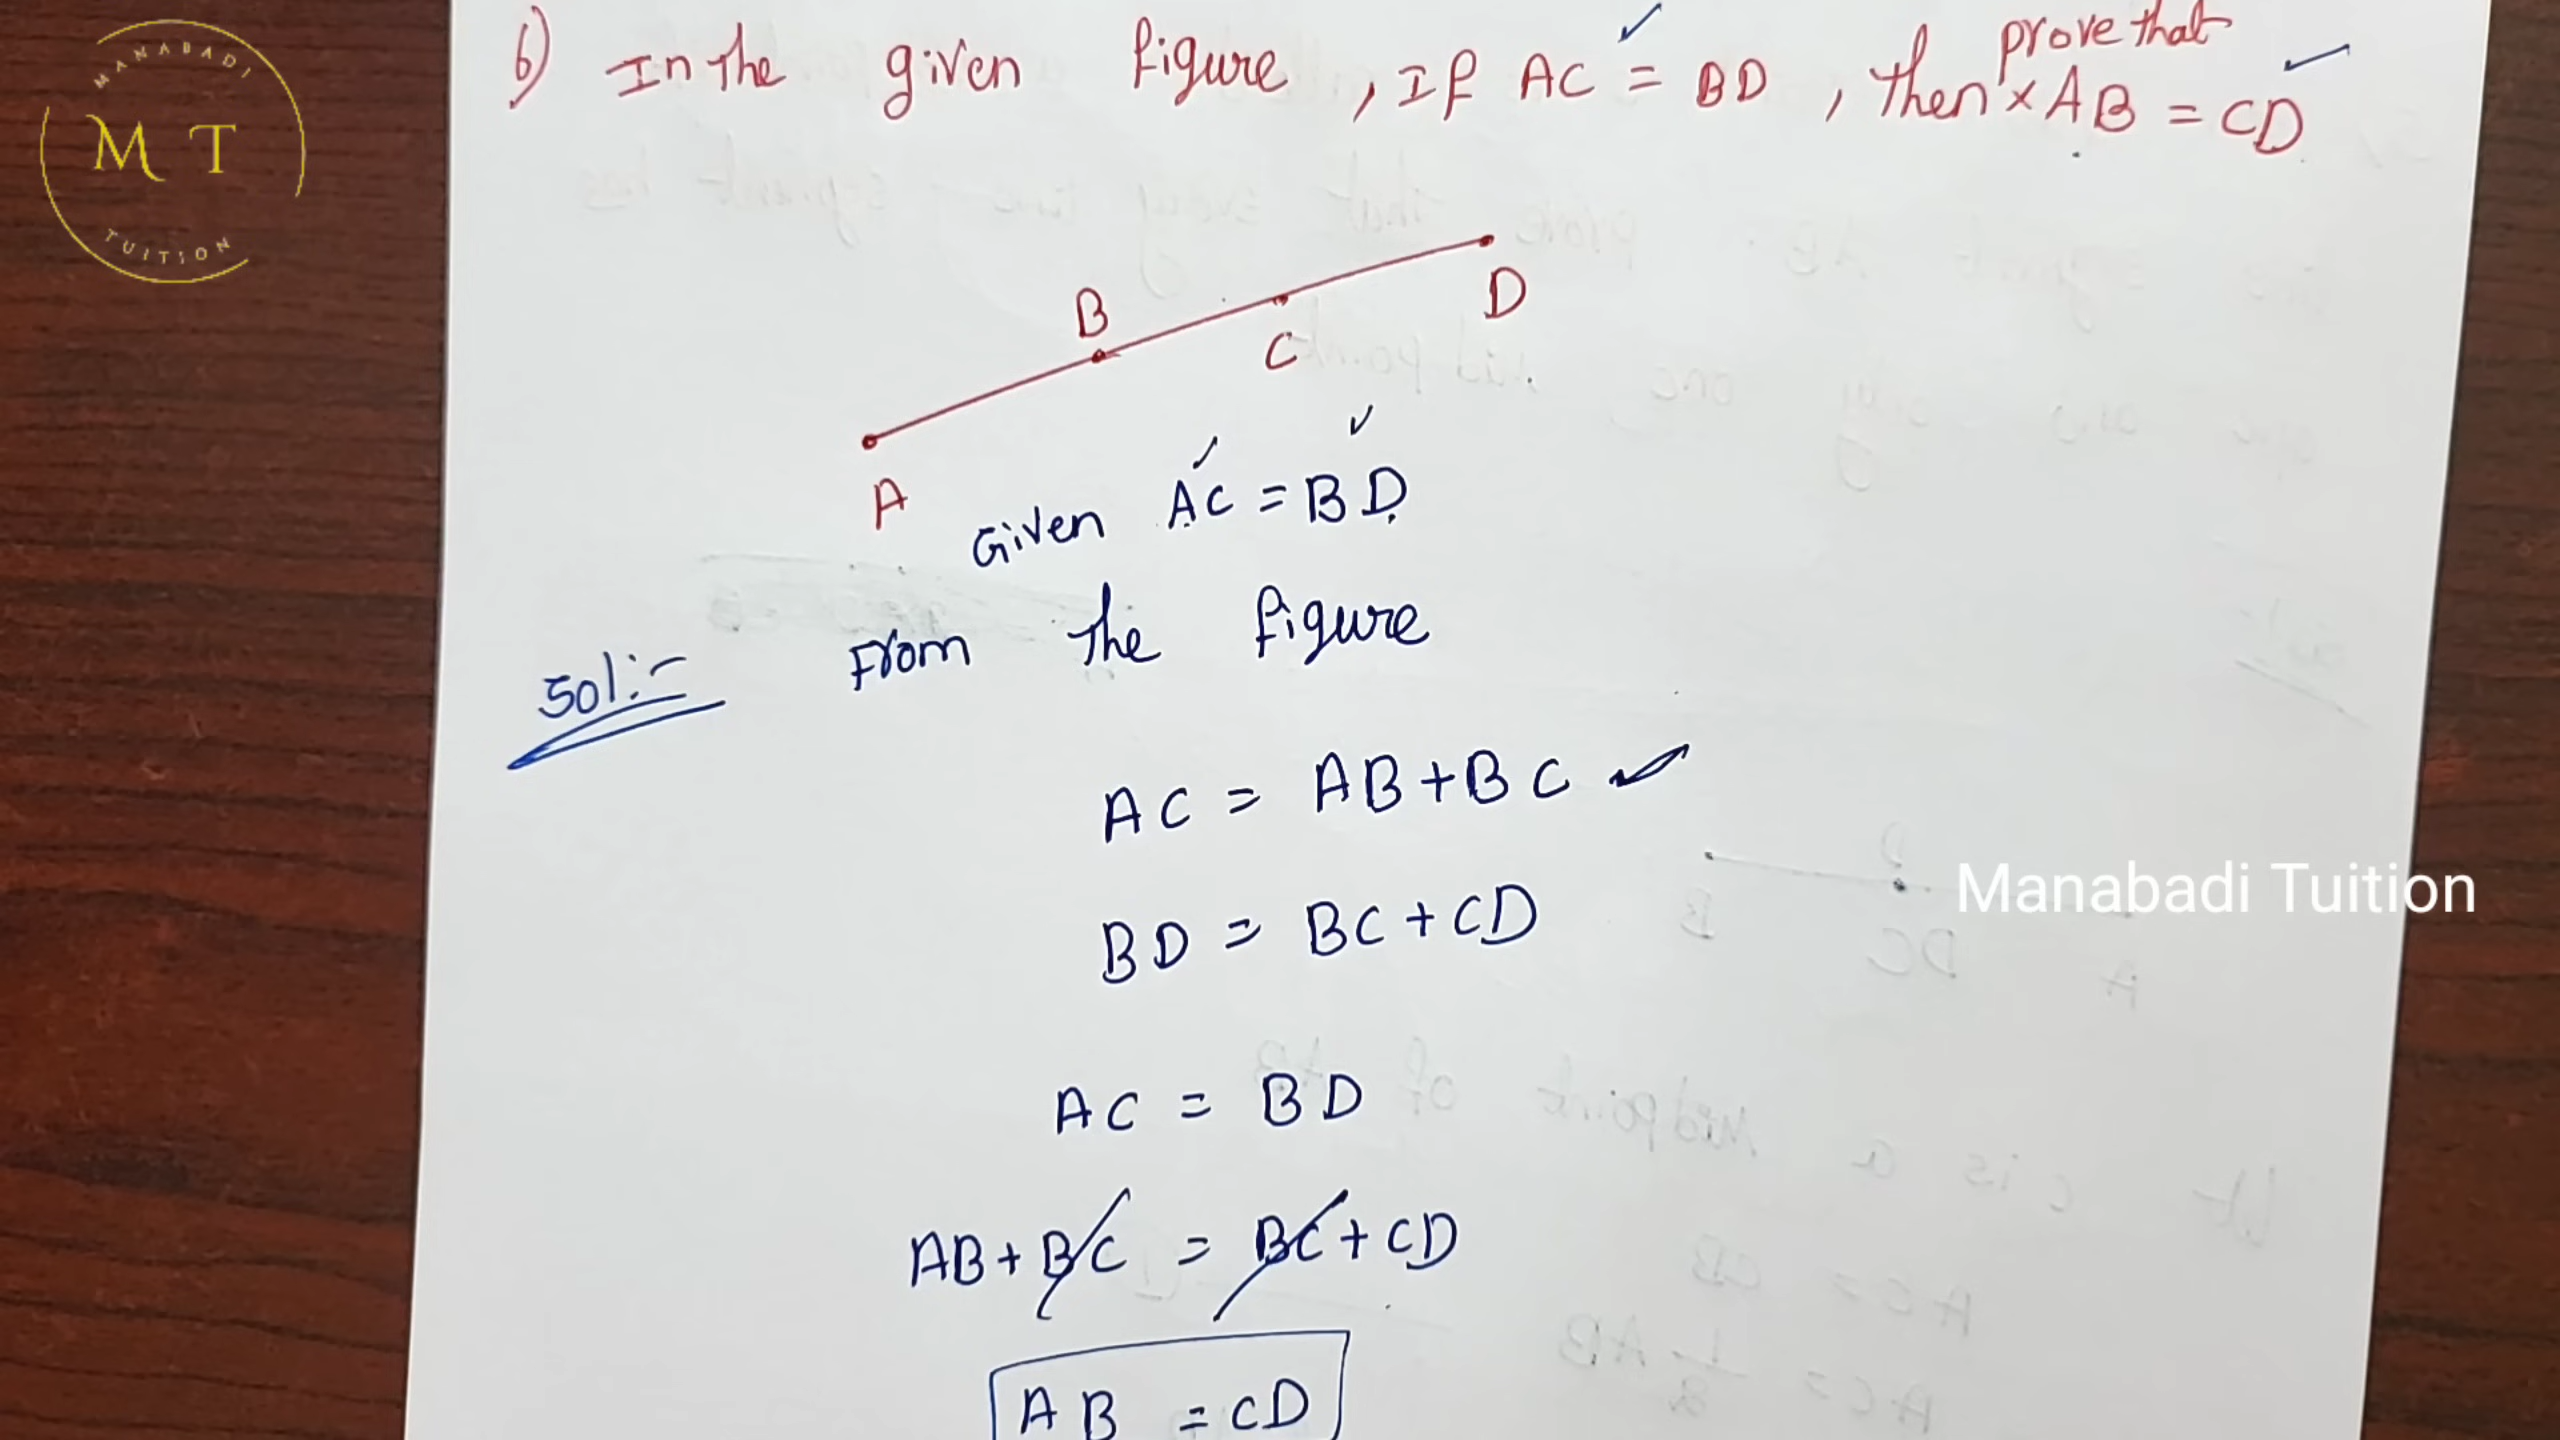 MANABADI
M T
TUITION
6) In the given figure, If AC = BD, then × AB = CD
prove that
B
D
C
A
Given AC = BD
Sol:- From the figure
AC = AB + BC
BD = BC + CD
Manabadi Tuition
AC = BD
AB + BC = BC + CD
AB = CD